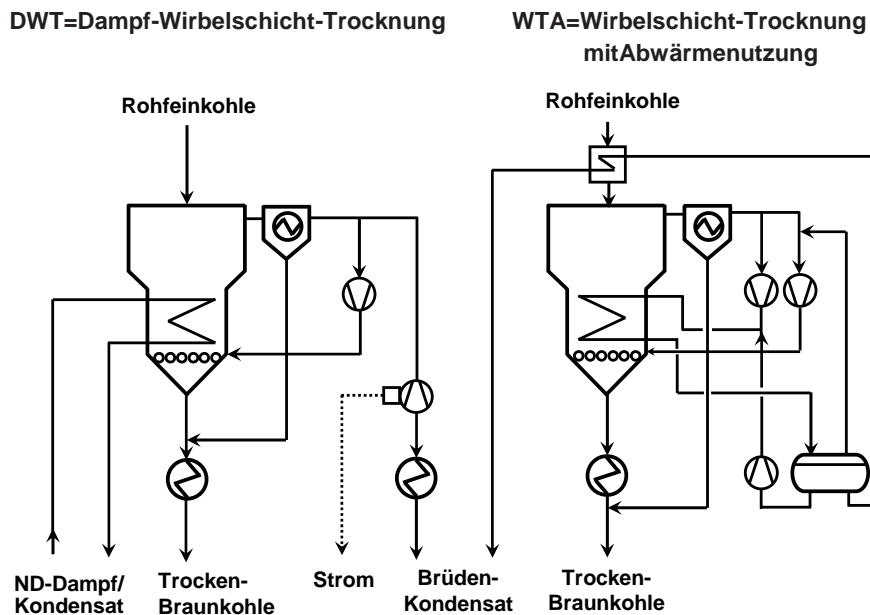 DWT=Dampf-Wirbelschicht-Trocknung
WTA=Wirbelschicht-Trocknung
mitAbwärmenutzung
Rohfeinkohle
Rohfeinkohle
ND-Dampf/
Kondensat
Trocken-
Braunkohle
Strom
Brüden-
Kondensat
Trocken-
Braunkohle